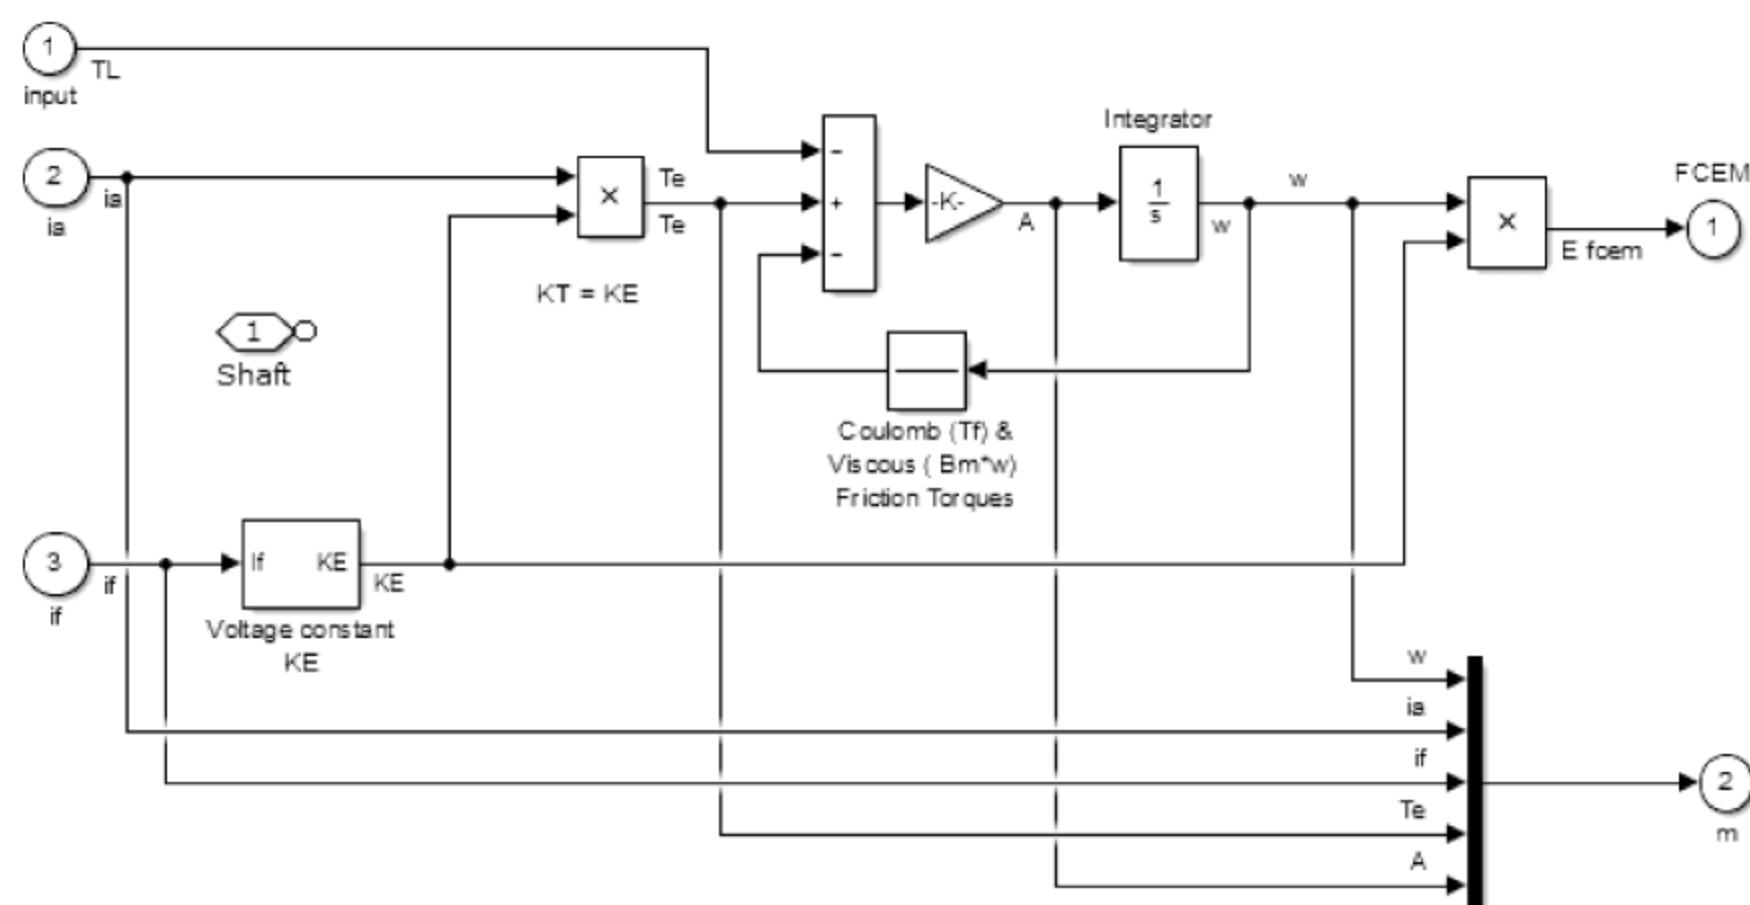 1
TL
input
2
ia
ia
×
Te
Te
KT = KE
-
+
-
-K-
A
Integrator
1
s
w
w
×
E fcem
FCEM
1
1
Shaft
Coulomb (Tf) &
Viscous ( Bm*w)
Friction Torques
3
if
if
If KE
KE
Voltage constant
KE
w
ia
if
Te
A
2
m